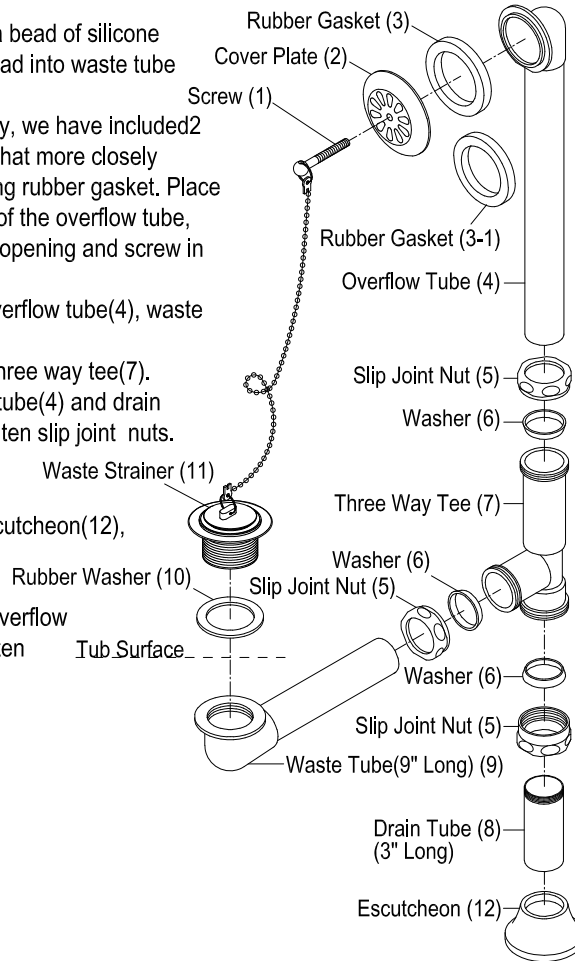 a bead of silicone
ad into waste tube
y, we have included2
hat more closely
ng rubber gasket. Place
of the overflow tube,
opening and screw in
verflow tube(4), waste
hree way tee(7).
tube(4) and drain
ten slip joint nuts.
cutcheon(12),
overflow
ten
Rubber Gasket (3)
Cover Plate (2)
Screw (1)
Rubber Gasket (3-1)
Overflow Tube (4)
Slip Joint Nut (5)
Washer (6)
Waste Strainer (11)
Three Way Tee (7)
Washer (6)
Rubber Washer (10)
Slip Joint Nut (5)
Tub Surface
Washer (6)
Slip Joint Nut (5)
Waste Tube(9" Long) (9)
Drain Tube (8)
(3" Long)
Escutcheon (12)